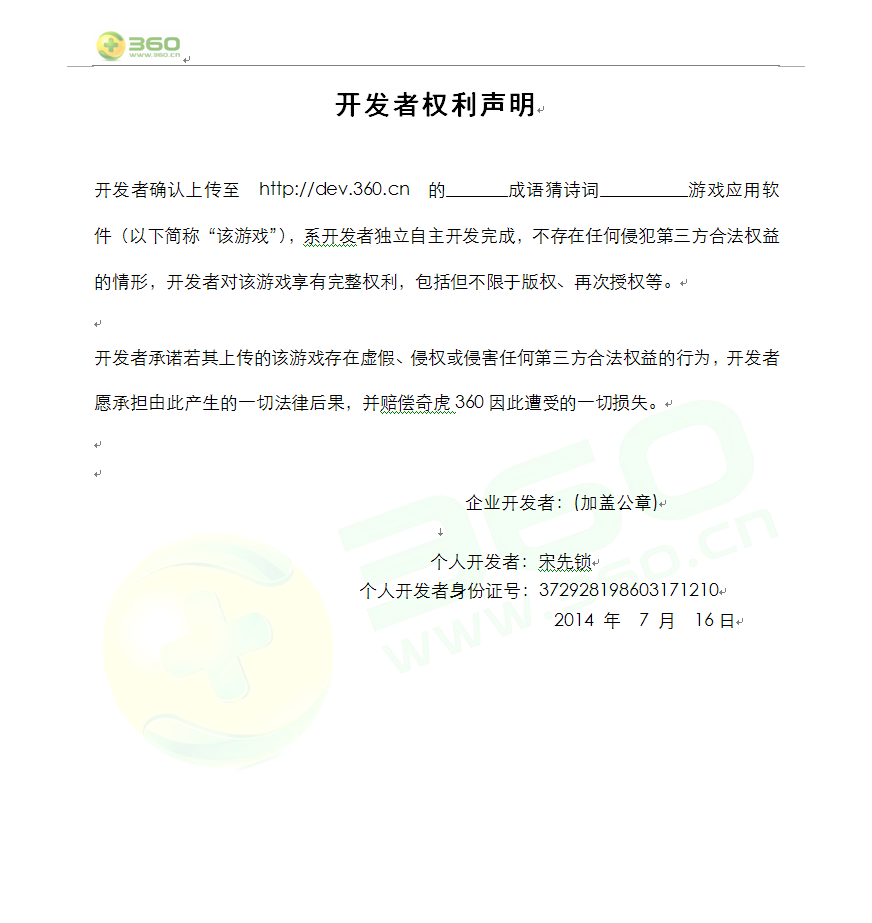 360
www.360.cn
开发者权利声明
开发者确认上传至 http://dev.360.cn 的_______成语猜诗词__________游戏应用软
件（以下简称“该游戏”），系开发者独立自主开发完成，不存在任何侵犯第三方合法权益
的情形，开发者对该游戏享有完整权利，包括但不限于版权、再次授权等。
开发者承诺若其上传的该游戏存在虚假、侵权或侵害任何第三方合法权益的行为，开发者
愿承担由此产生的一切法律后果，并赔偿奇虎 360 因此遭受的一切损失。
360
www.360.cn
企业开发者：(加盖公章)
个人开发者：宋先锁
个人开发者身份证号：372928198603171210
2014 年 7 月 16 日